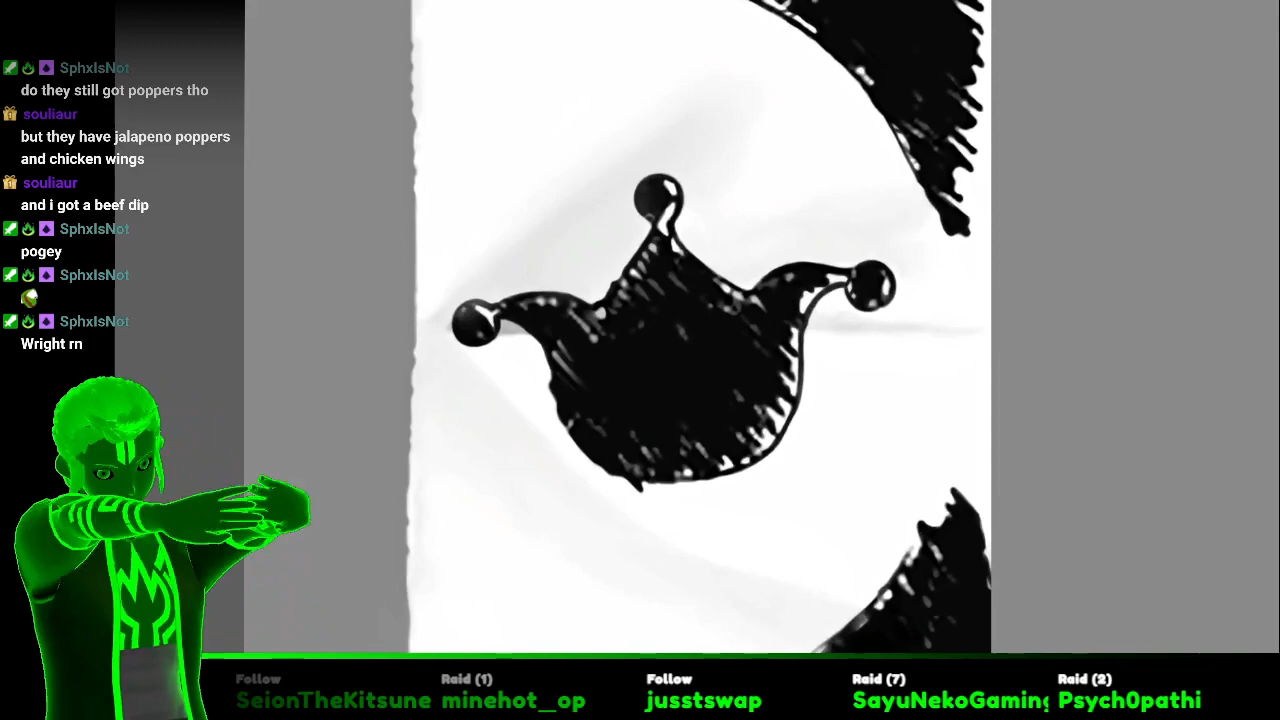 SphxIsNot
do they still got poppers tho
souliaur
but they have jalapeno poppers
and chicken wings
souliaur
and i got a beef dip
SphxIsNot
pogey
SphxIsNot
SphxIsNot
Wright rn
Follow
SeionTheKitsune
Raid (1)
minehot__op
Follow
jusstswap
Raid (7)
SayuNekoGaming
Raid (2)
Psych0pathi